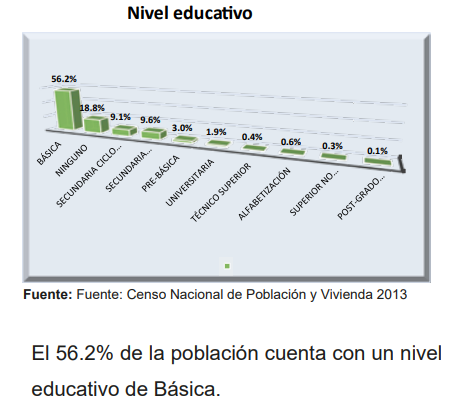 Nivel educativo
56.2%
18.8%
9.1%
9.6%
3.0%
1.9%
0.4%
0.6%
0.3%
0.1%
BÁSICA
NINGUNO
SECUNDARIA CICLO...
SECUNDARIA...
PRE-BÁSICA
UNIVERSITARIA
TÉCNICO SUPERIOR
ALFABETIZACIÓN
SUPERIOR NO...
POST-GRADO...
Fuente: Fuente: Censo Nacional de Población y Vivienda 2013
El 56.2% de la población cuenta con un nivel
educativo de Básica.